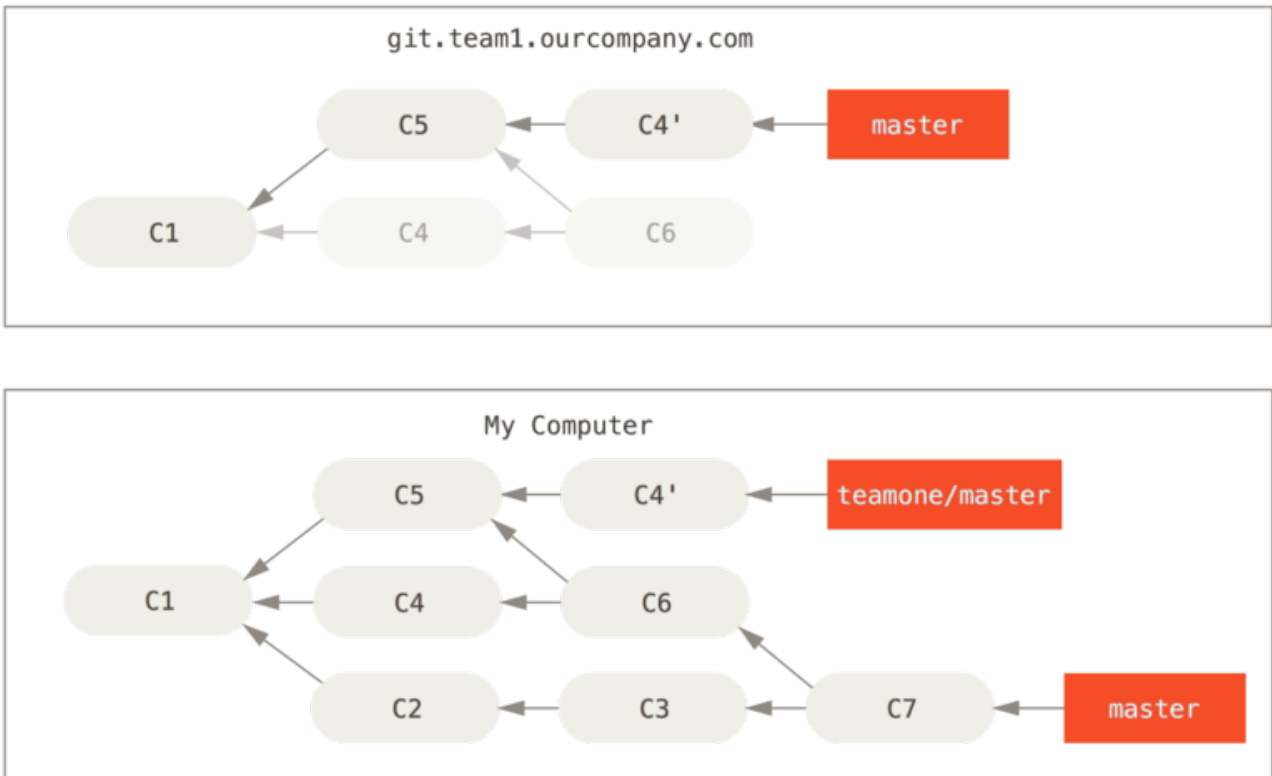 git.team1.ourcompany.com
C5 C4' master
C1 C4 C6
My Computer
C5 C4' teamone/master
C1 C4 C6
C2 C3 C7 master